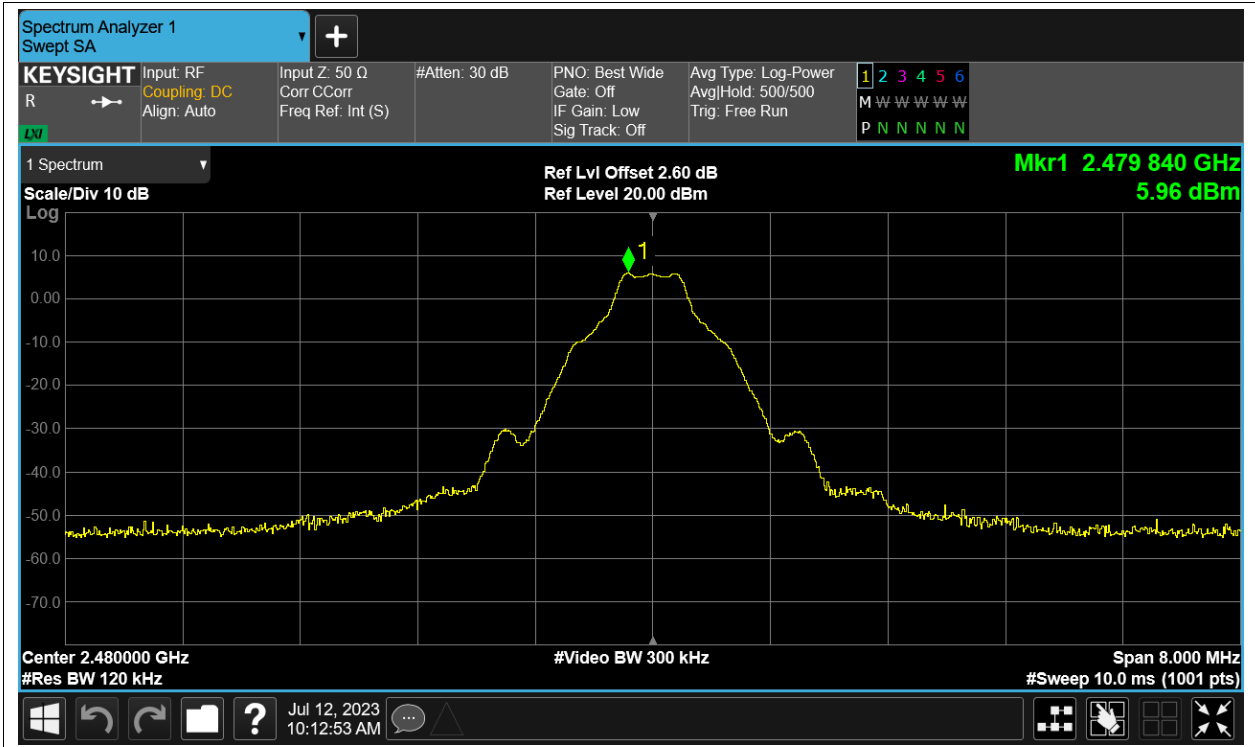 Spectrum Analyzer 1
Swept SA
KEYSIGHT
R
LXI
Input: RF
Coupling: DC
Align: Auto
Input Z: 50 Ω
Corr CCorr
Freq Ref: Int (S)
#Atten: 30 dB
PNO: Best Wide
Gate: Off
IF Gain: Low
Sig Track: Off
Avg Type: Log-Power
Avg|Hold: 500/500
Trig: Free Run
1 2 3 4 5 6
M W W W W W
P N N N N N
1 Spectrum
Scale/Div 10 dB
Log
Ref Lvl Offset 2.60 dB
Ref Level 20.00 dBm
Mkr1 2.479 840 GHz
5.96 dBm
1
10.0
0.00
-10.0
-20.0
-30.0
-40.0
-50.0
-60.0
-70.0
Center 2.480000 GHz
#Video BW 300 kHz
Span 8.000 MHz
#Res BW 120 kHz
#Sweep 10.0 ms (1001 pts)
?
Jul 12, 2023
10:12:53 AM